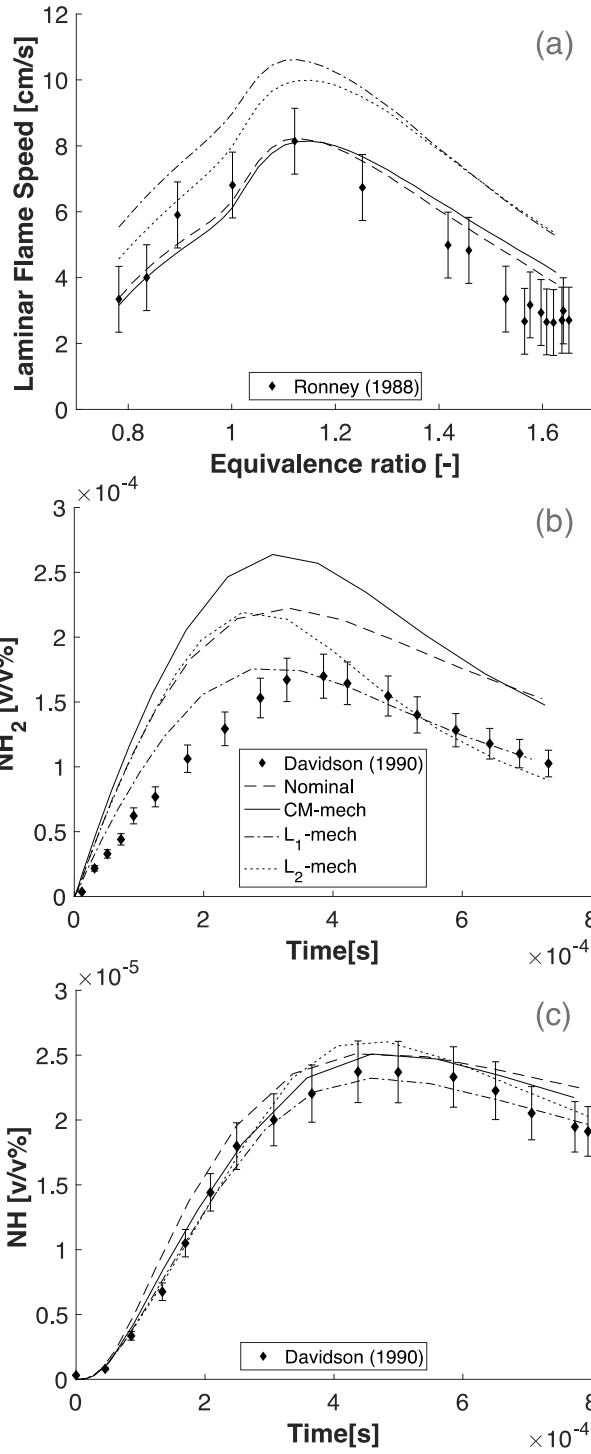 (a)
Laminar Flame Speed [cm/s]
12
10
8
6
4
2
0
Ronney (1988)
0.8 1 1.2 1.4 1.6
Equivalence ratio [-]
×10⁻⁴
(b)
NH₂ [v/v%]
3
2.5
2
1.5
1
0.5
0
Davidson (1990)
Nominal
CM-mech
L₁-mech
L₂-mech
0 2 4 6 8
Time[s]
×10⁻⁴
×10⁻⁵
(c)
NH [v/v%]
3
2.5
2
1.5
1
0.5
0
Davidson (1990)
0 2 4 6 8
Time[s]
×10⁻⁴